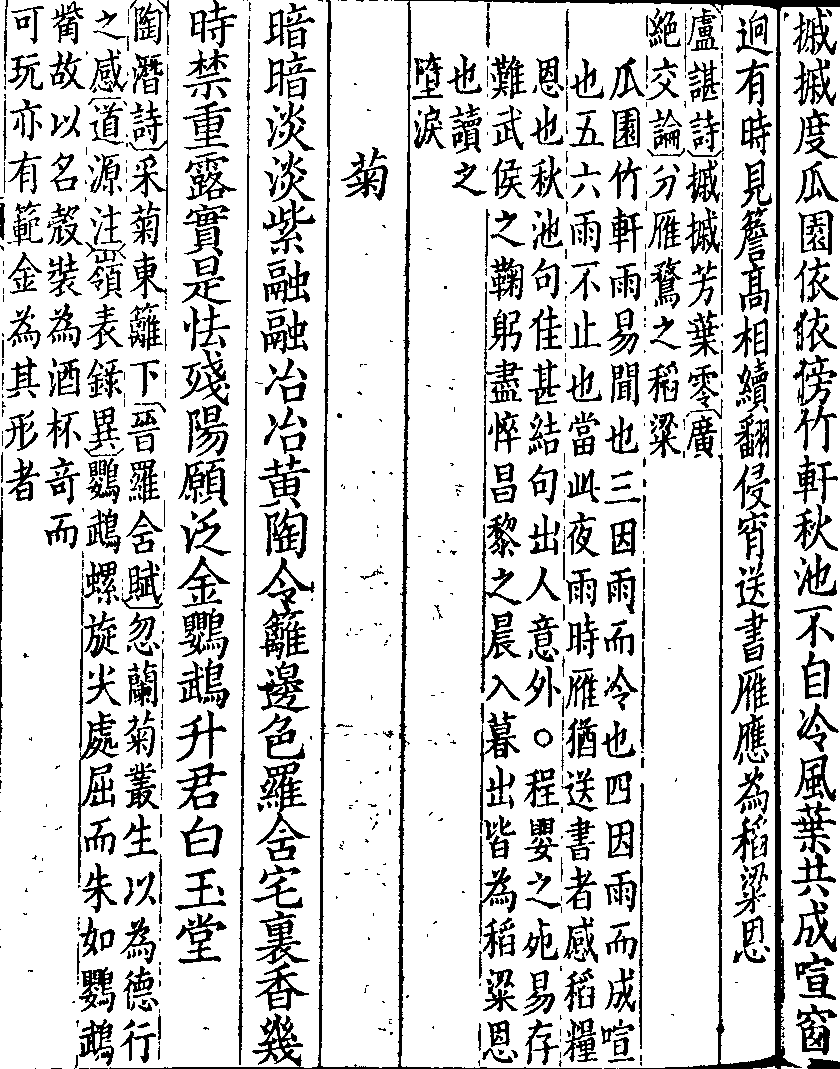 摵摵度瓜園依依傍竹軒秋池不自冷風葉共成喧窗
逈有時見簷高相續翻侵宵送書雁應為稻粱恩
盧諶詩摵摵芳葉零廣
絶交論分雁鶩之稻粱
瓜園竹軒雨易聞也三因雨而冷也四因雨而成喧
也五六雨不止也當此夜雨時雁猶送書者感稻糧
恩也秋池句佳甚結句出人意外○程嬰之死易存
難武侯之鞠躬盡悴昌黎之晨入暮出皆為稻粱恩
也讀之
墮淚
菊
暗暗淡淡紫融融冶冶黄陶令籬邊色羅含宅裏香幾
時禁重露實是怯殘陽願泛金鸚鵡升君白玉堂
陶潛詩采菊東籬下晉羅含賦忽蘭菊叢生以為德行
之感道源注嶺表錄異鸚鵡螺旋尖處屈而朱如鸚鵡
觜故以名殼裝為酒杯奇而
可玩亦有範金為其形者